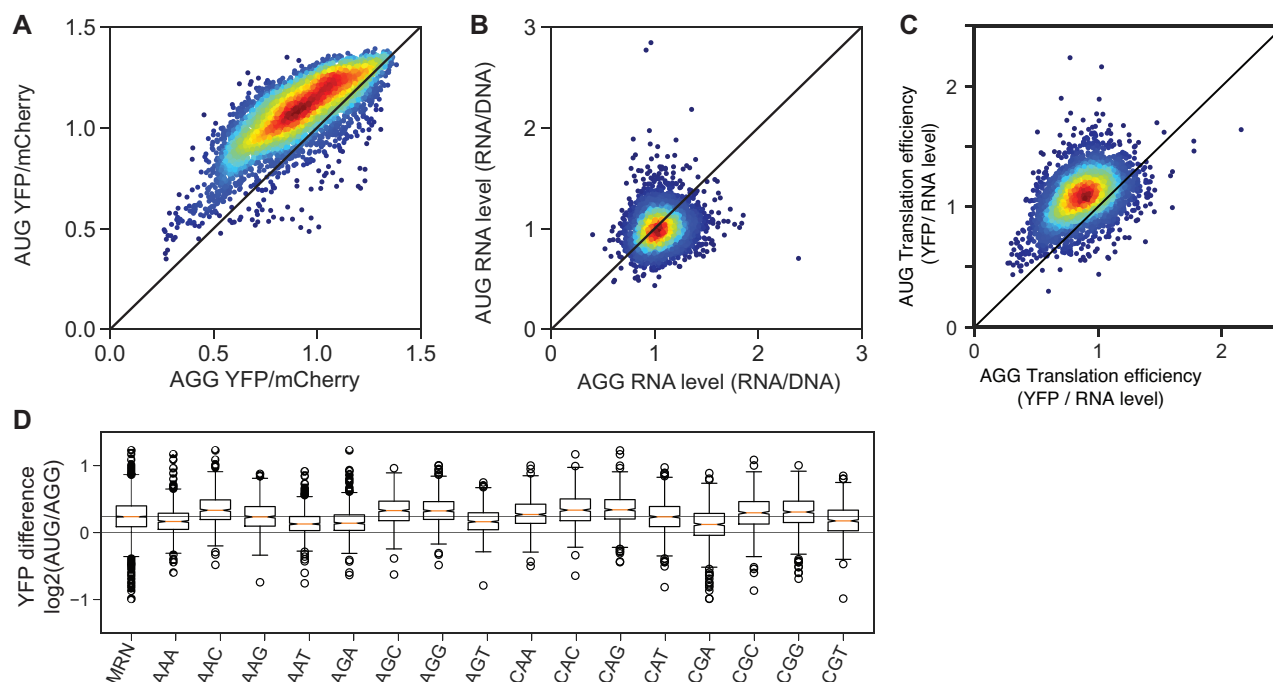 A
1.5
1.0
0.5
0.0
0.0
0.5
1.0
1.5
AUG YFP/mCherry
AGG YFP/mCherry
B
3
2
1
0
0
1
2
3
AUG RNA level (RNA/DNA)
AGG RNA level (RNA/DNA)
C
2
1
0
0
1
2
AUG Translation efficiency
(YFP / RNA level)
AGG Translation efficiency
(YFP / RNA level)
D
1
0
−1
YFP difference
log2(AUG/AGG)
MRN
AAA
AAC
AAG
AAT
AGA
AGC
AGG
AGT
CAA
CAC
CAG
CAT
CGA
CGC
CGG
CGT